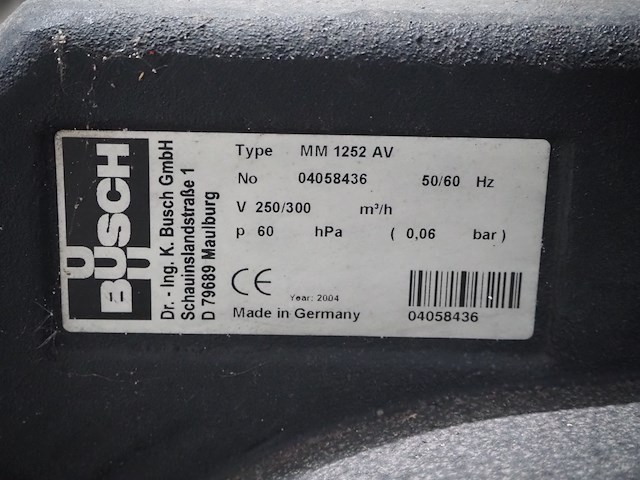 BUSCH
Dr. - Ing. K. Busch GmbH
Schauinslandstraße 1
D 79689 Maulburg
Type MM 1252 AV
No 04058436 50/60 Hz
V 250/300 m³/h
p 60 hPa ( 0,06 bar )
CE
Year: 2004
Made in Germany
04058436